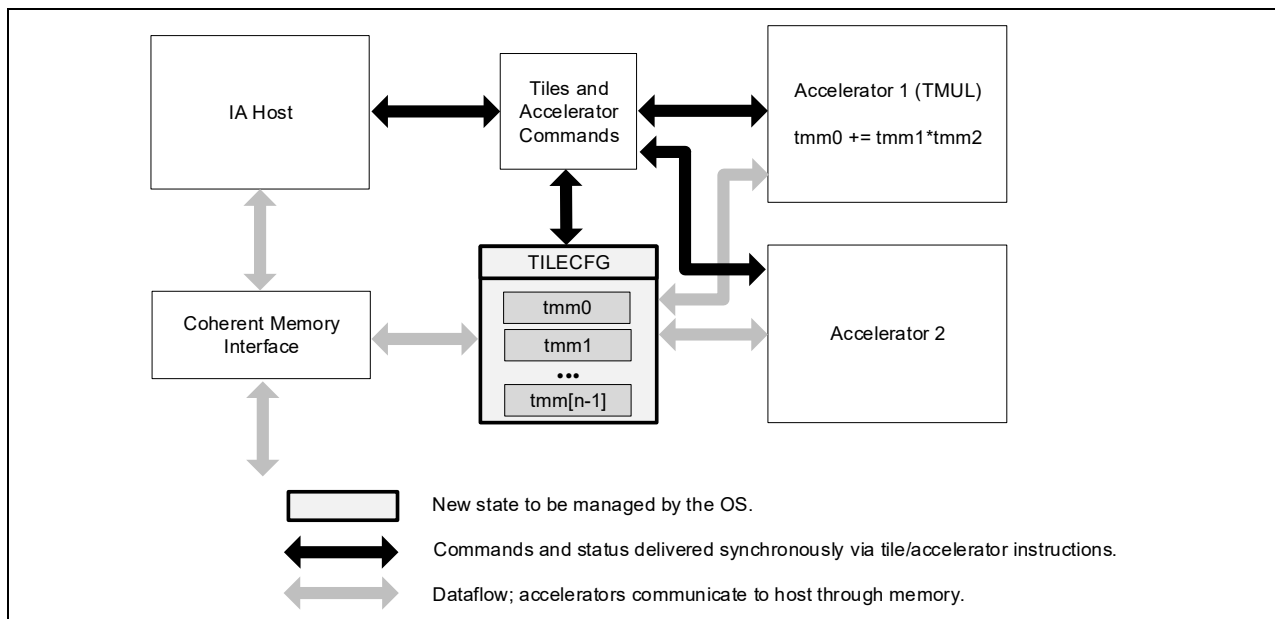 IA Host
Tiles and
Accelerator
Commands
Accelerator 1 (TMUL)
tmm0 += tmm1*tmm2
TILECFG
tmm0
tmm1
...
tmm[n-1]
Coherent Memory
Interface
Accelerator 2
New state to be managed by the OS.
Commands and status delivered synchronously via tile/accelerator instructions.
Dataflow; accelerators communicate to host through memory.